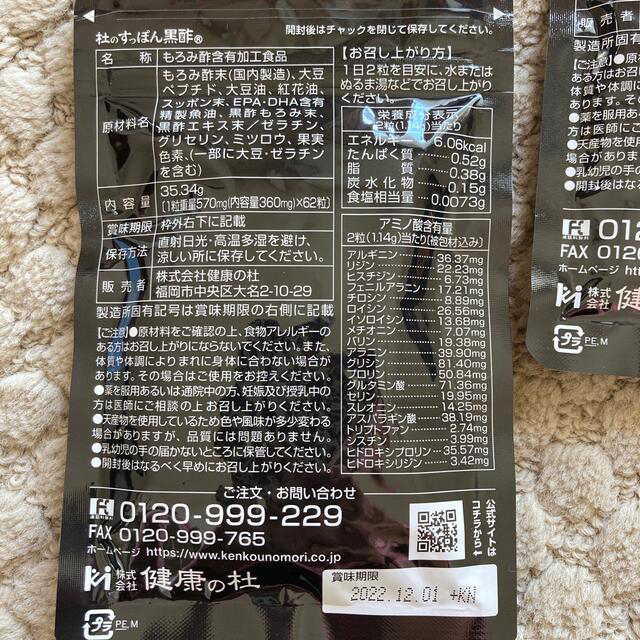 杜のすっぽん黒酢®
開封後はチャックを閉じて保存してください。
名称 もろみ酢含有加工食品
原材料名 もろみ酢末(国内製造)、大豆
ペプチド、大豆油、紅花油、
スッポン末、EPA・DHA含有
精製魚油、黒酢もろみ末、
黒酢エキス末/ゼラチン、
グリセリン、ミツロウ、果実
色素、(一部に大豆・ゼラチン
を含む)
内容量 35.34g
[1粒重量570mg(内容量360mg)×62粒]
賞味期限 枠外右下に記載
保存方法 直射日光・高温多湿を避け、
涼しい所に保存してください。
販売者 株式会社健康の杜
福岡市中央区大名2-10-29
製造所固有記号は賞味期限の右側に記載
【ご注意】●原材料をご確認の上、食物アレルギーの
ある方はお召し上がりにならないでください。また、
体質や体調によりまれに身体に合わない場合が
あります。その場合はご使用をお控えください。
●薬を服用あるいは通院中の方、妊娠及び授乳中の
方は医師にご相談の上お召し上がりください。
●天産物を使用しているため色や風味が多少変わる
場合がありますが、品質には問題ありません。
●乳幼児の手の届かないところに保管してください。
●開封後はなるべく早めにお召し上がりください。
【お召し上がり方】
1日2粒を目安に、水または
ぬるま湯などでお召し上がり
ください。
栄養成分表示
2粒(1.14g)当たり
エネルギー 6.06kcal
たんぱく質 0.52g
脂質 0.38g
炭水化物 0.15g
食塩相当量 0.0073g
アミノ酸含有量
2粒(1.14g)当たり(被包材込み)
アルギニン 36.37mg
リジン 22.23mg
ヒスチジン 6.73mg
フェニルアラニン 17.21mg
チロシン 8.89mg
ロイシン 26.56mg
イソロイシン 13.68mg
メチオニン 7.07mg
バリン 19.38mg
アラニン 39.90mg
グリシン 81.40mg
プロリン 50.84mg
グルタミン酸 71.36mg
セリン 19.95mg
スレオニン 14.25mg
アスパラギン酸 38.19mg
トリプトファン 2.74mg
シスチン 3.99mg
ヒドロキシプロリン 35.57mg
ヒドロキシリジン 3.42mg
ご注文・お問い合わせ
0120-999-229
FAX 0120-999-765
ホームページ https://www.kenkounomori.co.jp
株式会社 健康の杜
プラ PE,M
公式サイトは
コチラから
賞味期限
2022.12.01 +KN
販売者
製造所固
【ご注意】●原
ある方はお召
体質や体調に
あります。その
●薬を服用あ
方は医師に
●天産物を使
場合があり
●乳幼児の手
●開封後はな
012
FAX 0120
ホームページ http
株式会社 健
プラ PE,M